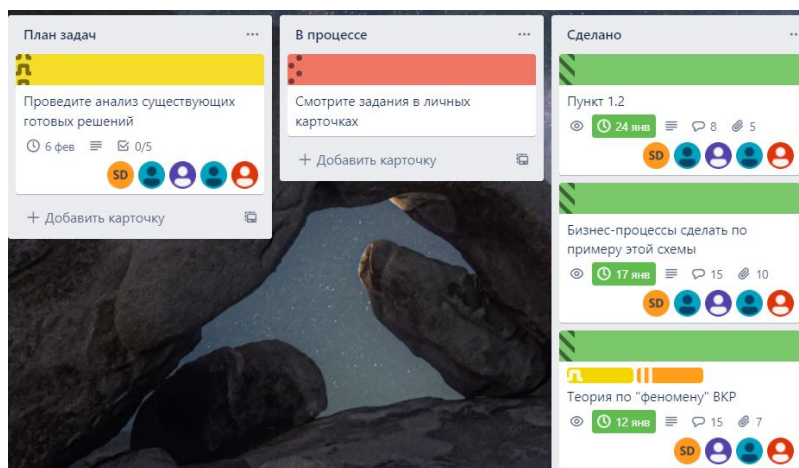 План задач
Проведите анализ существующих
готовых решений
6 фев 0/5
SD
+ Добавить карточку
В процессе
Смотрите задания в личных
карточках
+ Добавить карточку
Сделано
Пункт 1.2
24 янв 8 5
SD
Бизнес-процессы сделать по
примеру этой схемы
17 янв 15 10
SD
Теория по "феномену" ВКР
12 янв 15 7
SD